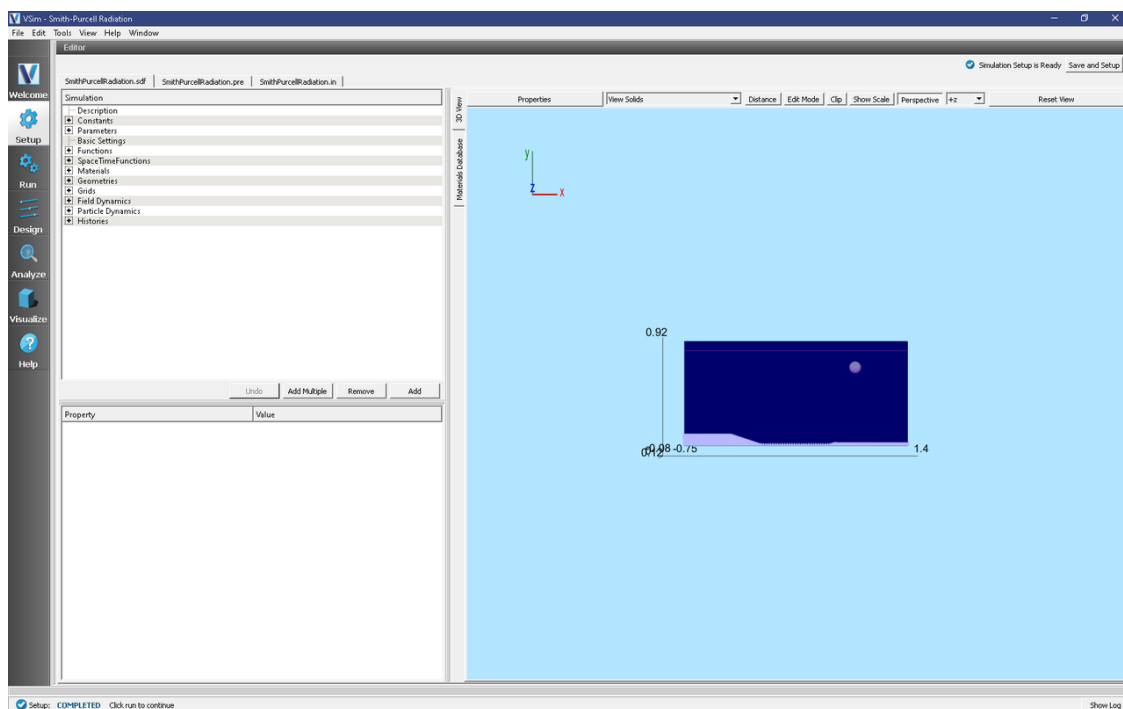 VSim - Smith-Purcell Radiation
File Edit Tools View Help Window
Editor
Simulation Setup is Ready Save and Setup
SmithPurcellRadiation.sdf SmithPurcellRadiation.pre SmithPurcellRadiation.in
Welcome
Setup
Run
Design
Analyze
Visualize
Help
Simulation
Description
Constants
Parameters
Basic Settings
Functions
SpaceTimeFunctions
Materials
Geometries
Grids
Field Dynamics
Particle Dynamics
Histories
Undo Add Multiple Remove Add
Property Value
3D View
Materials Database
Properties View Solids Distance Edit Mode Clip Show Scale Perspective +z Reset View
y
z x
0.92
-0.75 1.4
Setup: COMPLETED Click run to continue Show Log